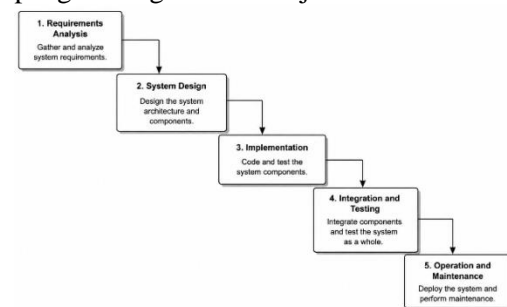 1. Requirements
Analysis
Gather and analyze
system requirements.
2. System Design
Design the system
architecture and
components.
3. Implementation
Code and test the
system components.
4. Integration and
Testing
Integrate components
and test the system
as a whole.
5. Operation and
Maintenance
Deploy the system and
perform maintenance.